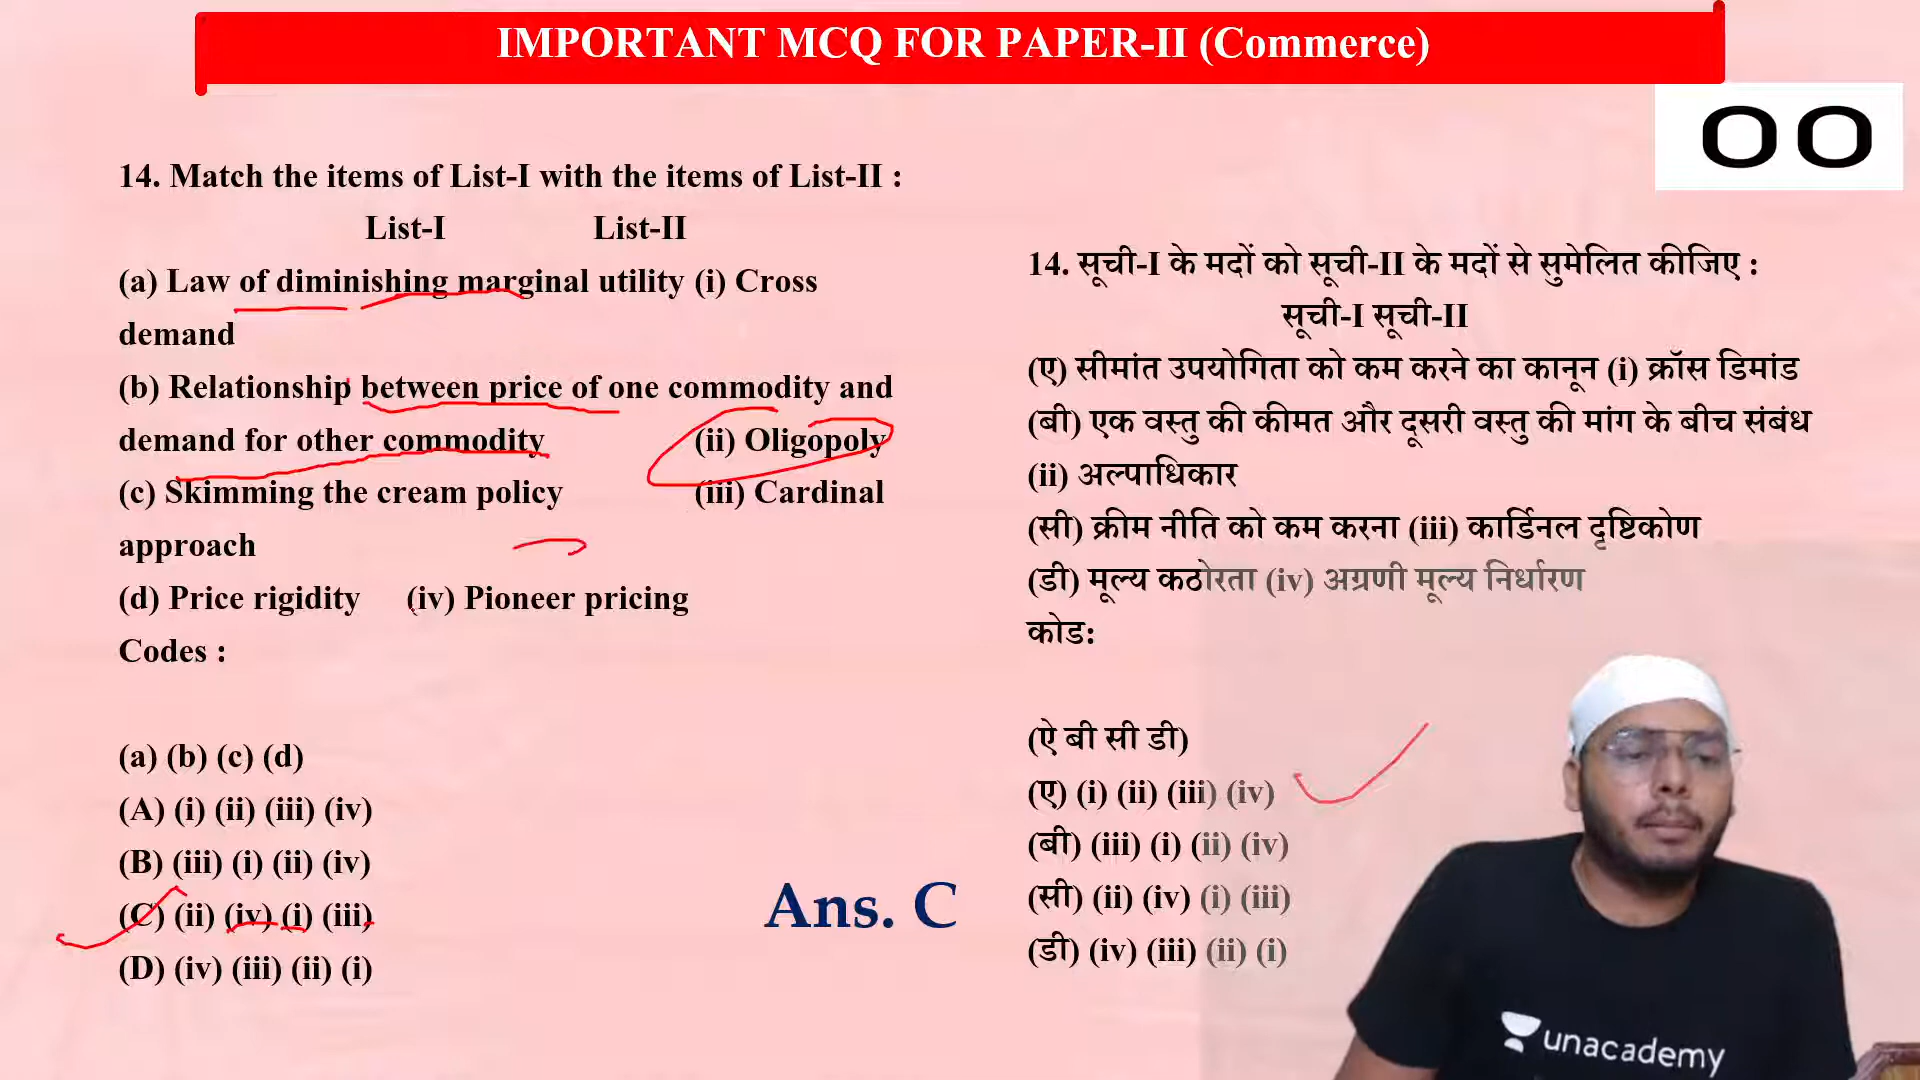 IMPORTANT MCQ FOR PAPER-II (Commerce)
00
14. Match the items of List-I with the items of List-II :
List-I List-II
(a) Law of diminishing marginal utility (i) Cross
demand
(b) Relationship between price of one commodity and
demand for other commodity (ii) Oligopoly
(c) Skimming the cream policy (iii) Cardinal
approach
(d) Price rigidity (iv) Pioneer pricing
Codes :
(a) (b) (c) (d)
(A) (i) (ii) (iii) (iv)
(B) (iii) (i) (ii) (iv)
(C) (ii) (iv) (i) (iii)
(D) (iv) (iii) (ii) (i)
Ans. C
14. सूची-I के मदों को सूची-II के मदों से सुमेलित कीजिए :
सूची-I सूची-II
(ए) सीमांत उपयोगिता को कम करने का कानून (i) क्रॉस डिमांड
(बी) एक वस्तु की कीमत और दूसरी वस्तु की मांग के बीच संबंध
(ii) अल्पाधिकार
(सी) क्रीम नीति को कम करना (iii) कार्डिनल दृष्टिकोण
(डी) मूल्य कठोरता (iv) अग्रणी मूल्य निर्धारण
कोड:
(ऐ बी सी डी)
(ए) (i) (ii) (iii) (iv)
(बी) (iii) (i) (ii) (iv)
(सी) (ii) (iv) (i) (iii)
(डी) (iv) (iii) (ii) (i)
unacademy